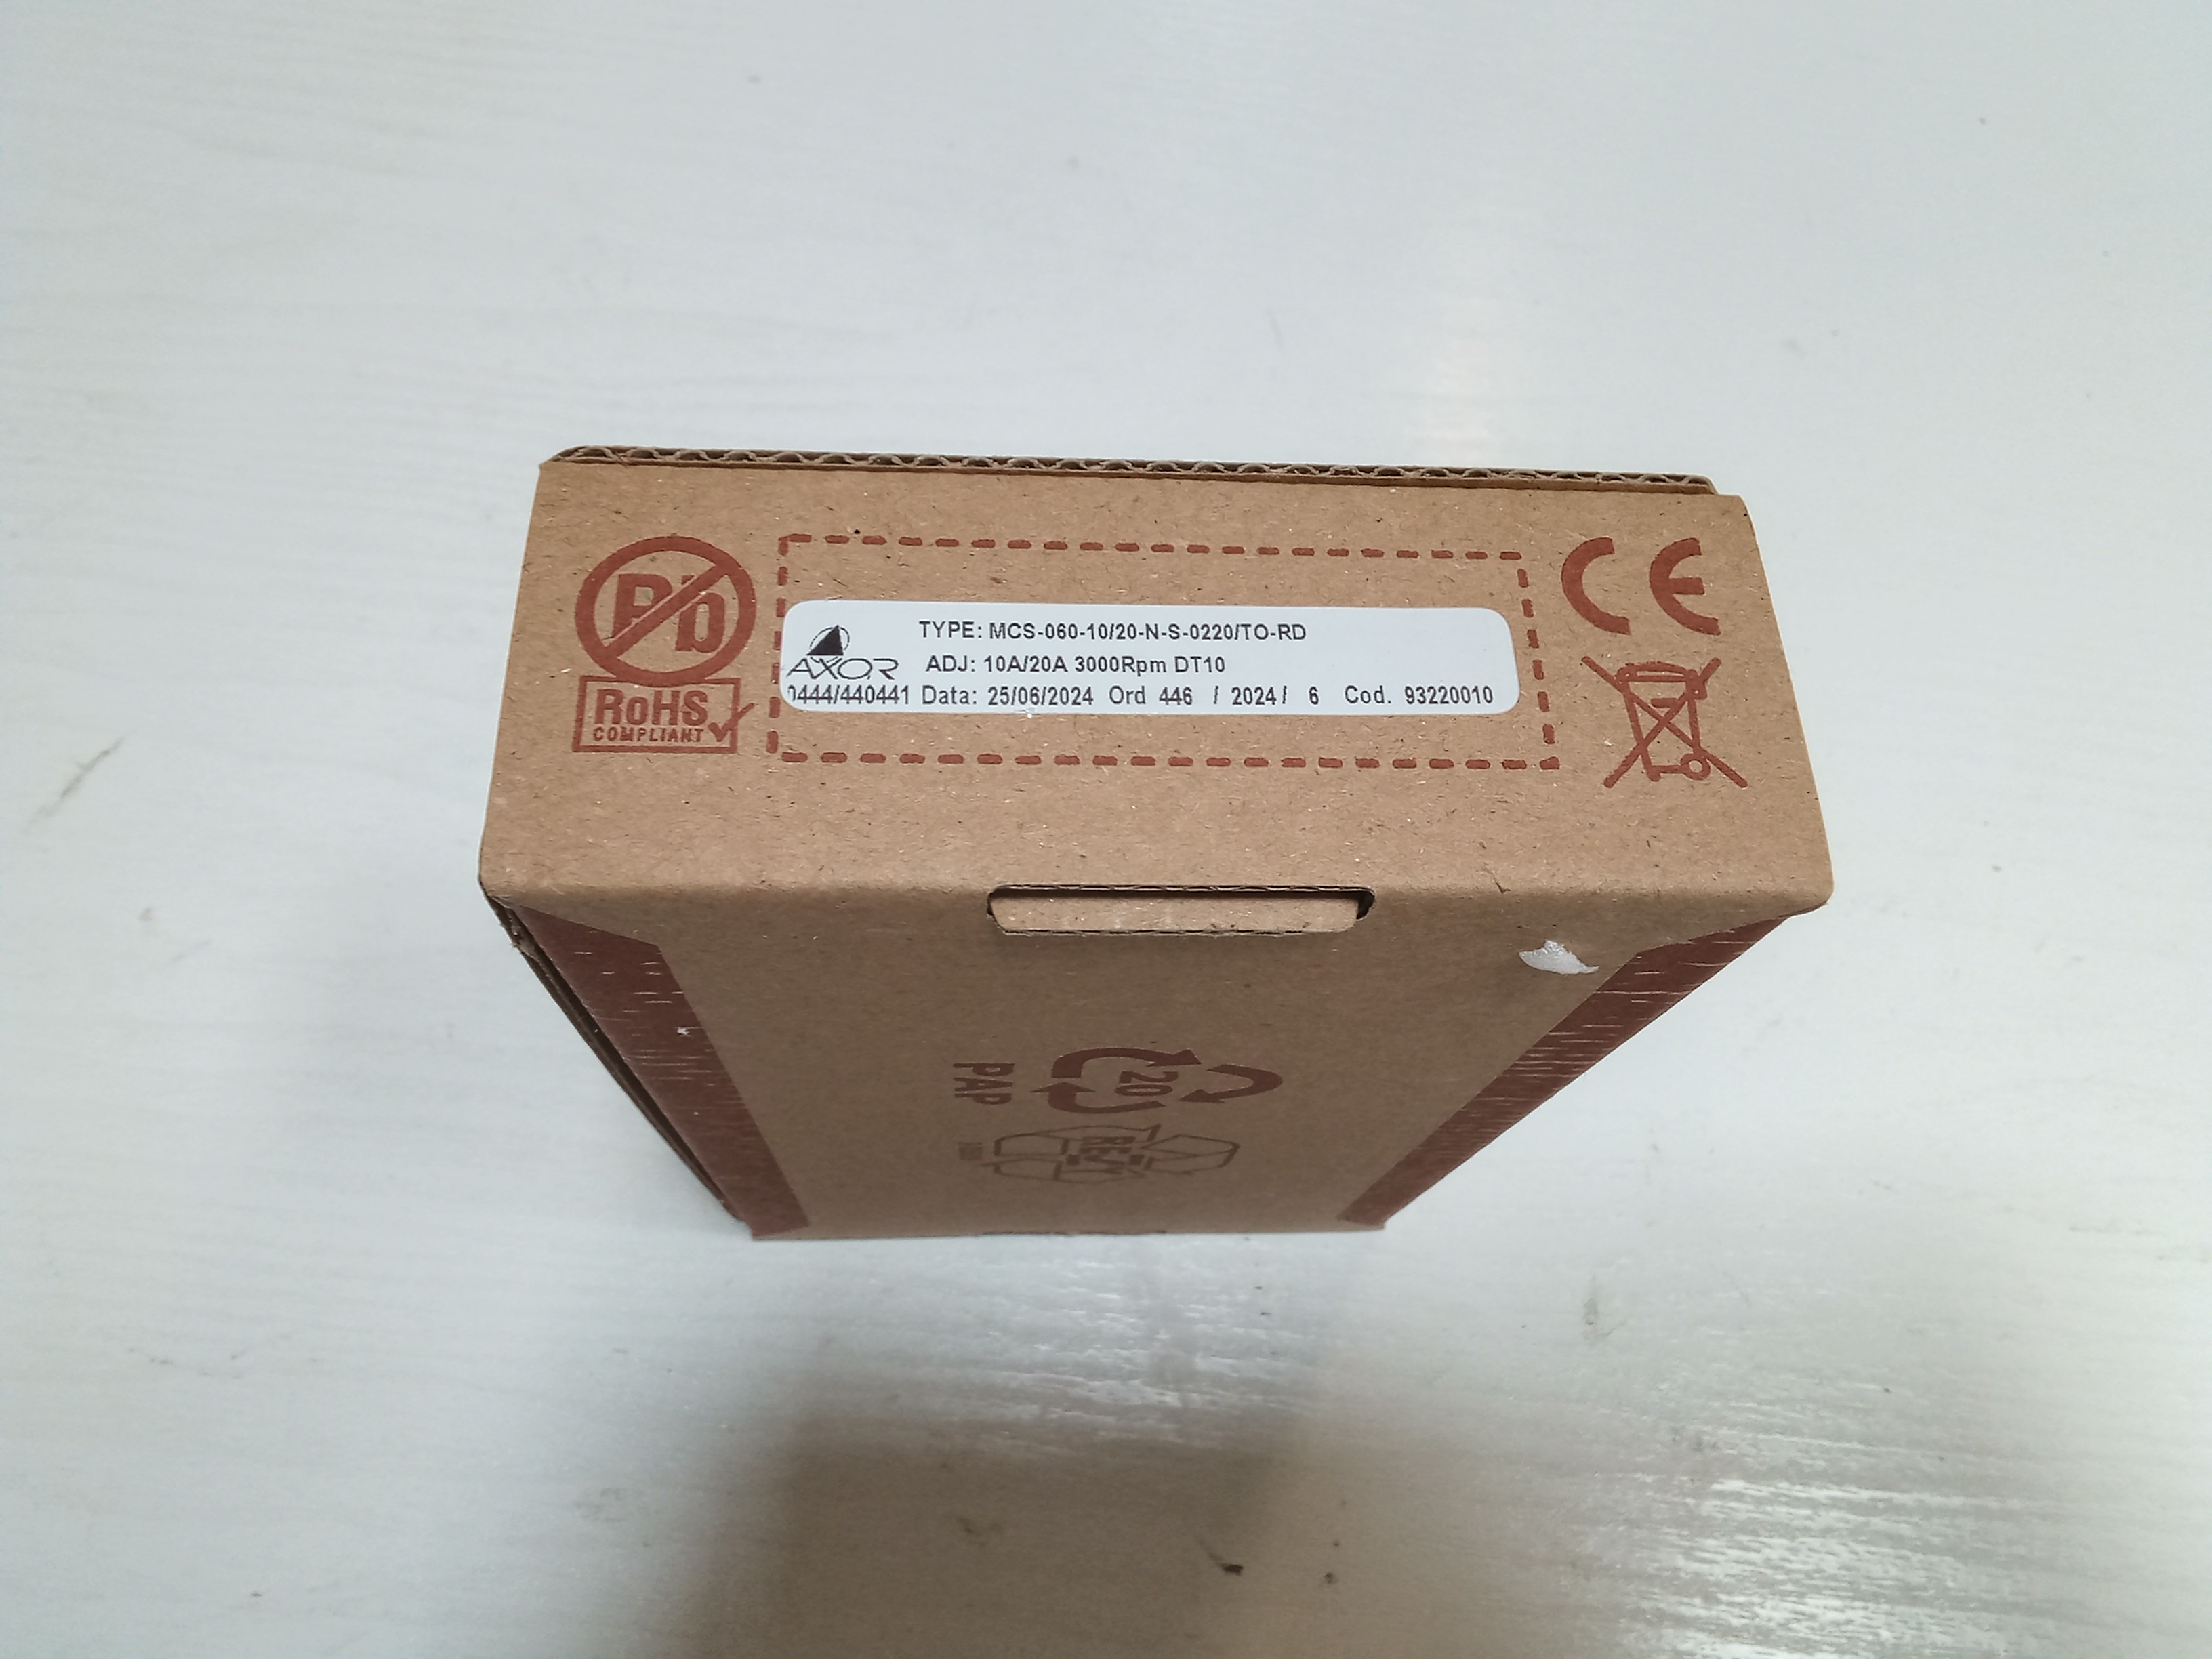 Pb
RoHS
COMPLIANT
CE
AXOR
TYPE: MCS-060-10/20-N-S-0220/TO-RD
ADJ: 10A/20A 3000Rpm DT10
0444/440441 Data: 25/06/2024 Ord 446 / 2024 / 6 Cod. 93220010
20
PAP